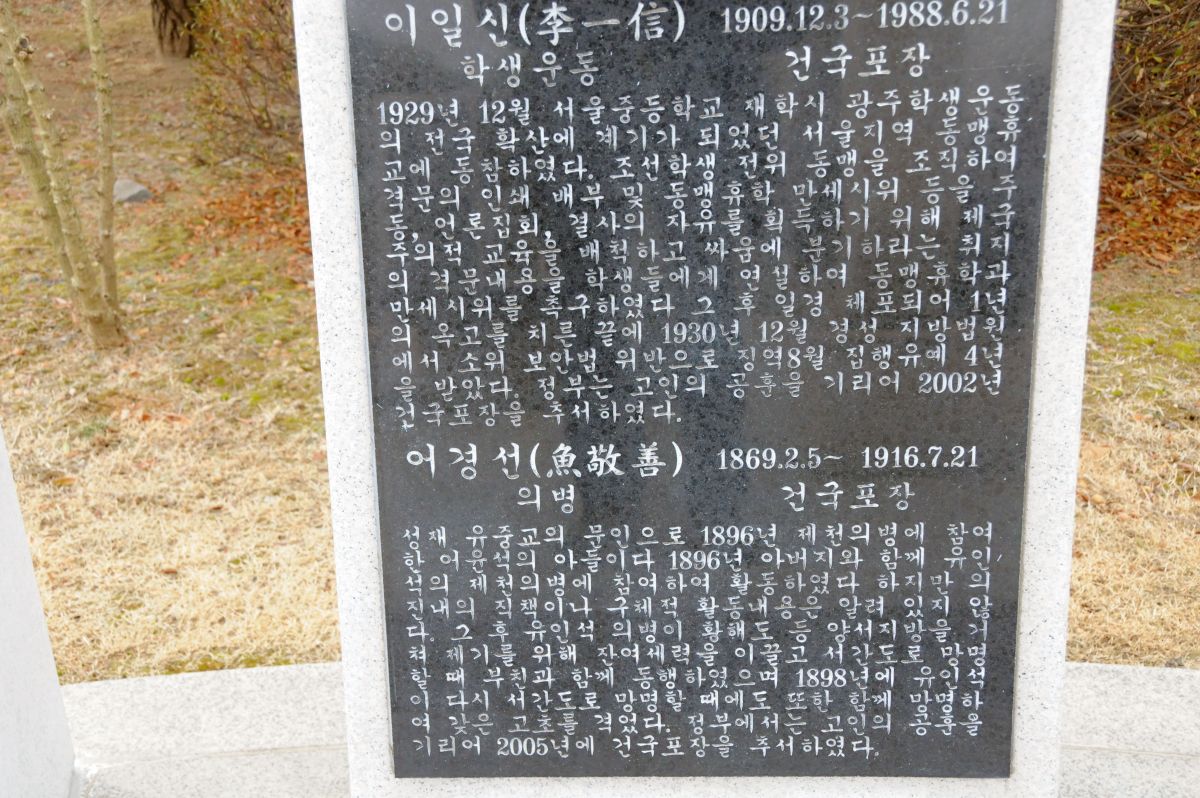 이일신(李一信) 1909.12.3~1988.6.21
학생운동 건국포장
1929년 12월 서울중등학교 재학시 광주학생운동
의 전국 확산에 계기가 되었던 서울지역 동맹휴
교에 동참하였다. 조선학생전위 동맹을 조직하여
격문의 인쇄 배부및 동맹휴학 만세시위 등을 주
동,언론집회,결사의 자유를 획득하기 위해 제국
주의적 교육을 배척하고 싸움에 분기하라는 취지
의 격문내용을 학생들에게 연설하여 동맹휴학과
만세시위를 촉구하였다 그 후 일경 체포되어 1년
의 옥고를 치른 끝에 1930년 12월 경성 지방법원
에서 소위 보안법 위반으로 징역8월 집행유예 4년
을 받았다. 정부는 고인의 공훈을 기리어 2002년
건국포장을 추서하였다.
어경선(魚敬善) 1869.2.5~ 1916.7.21
의병 건국포장
성재 유중교의 문인으로 1896년 제천의병에 참여
한 어윤석의 아들이다 1896년 아버지와 함께 유인
석의 제천의병에 참여하여 활동하였다 하지만 의
진내의 직책이나 구체적 활동내용은 알려 있지 않
다. 그 후 유인석 의병이 황해도 등 양서지방을 거
쳐 재기를 위해 잔여세력을 이끌고 서간도로 망명
할 때 부친과 함께 동행하였으며 1898년에 유인석
이 다시 서간도로 망명할 때에도 또한 함께 망명하
여 갖은 고초를 겪었다. 정부에서는 고인의 공훈을
기리어 2005년에 건국포장을 추서하였다.